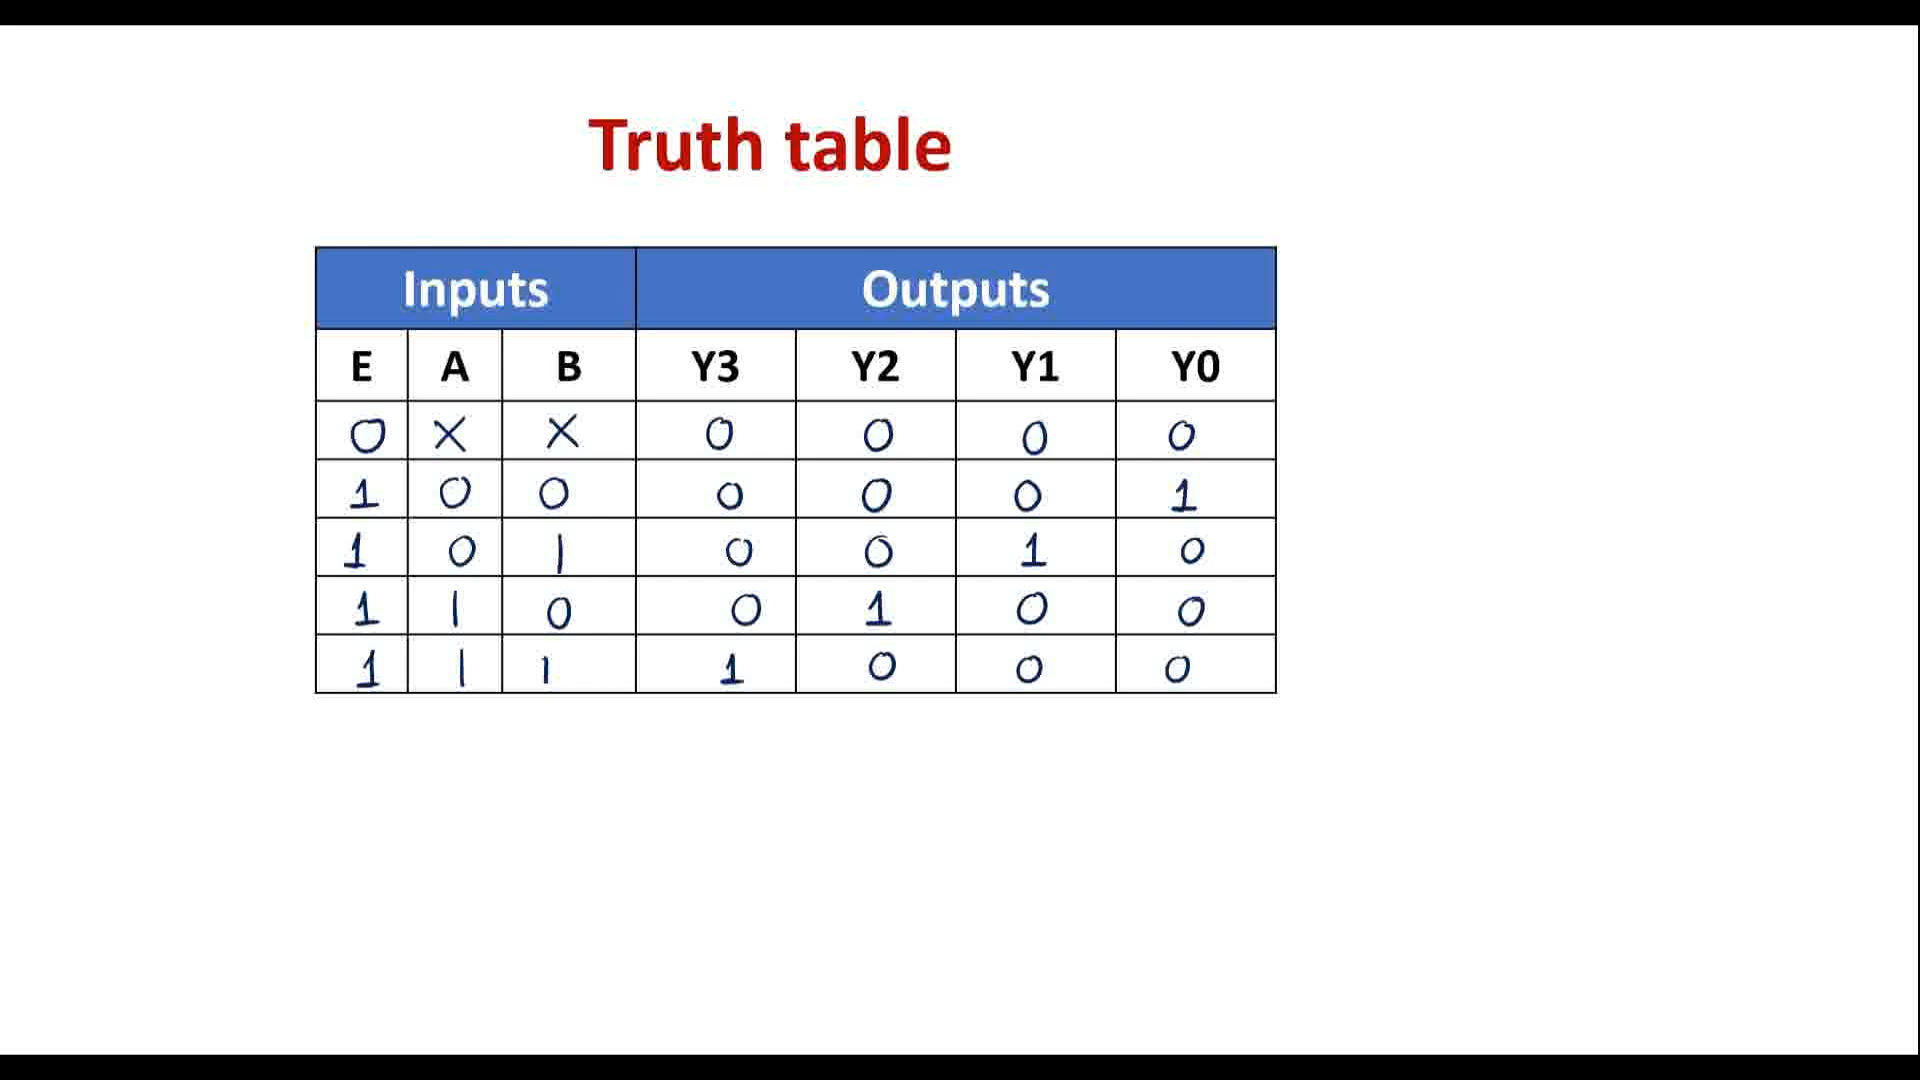 Truth table
Inputs Outputs
E A B Y3 Y2 Y1 Y0
0 X X 0 0 0 0
1 0 0 0 0 0 1
1 0 1 0 0 1 0
1 1 0 0 1 0 0
1 1 1 1 0 0 0